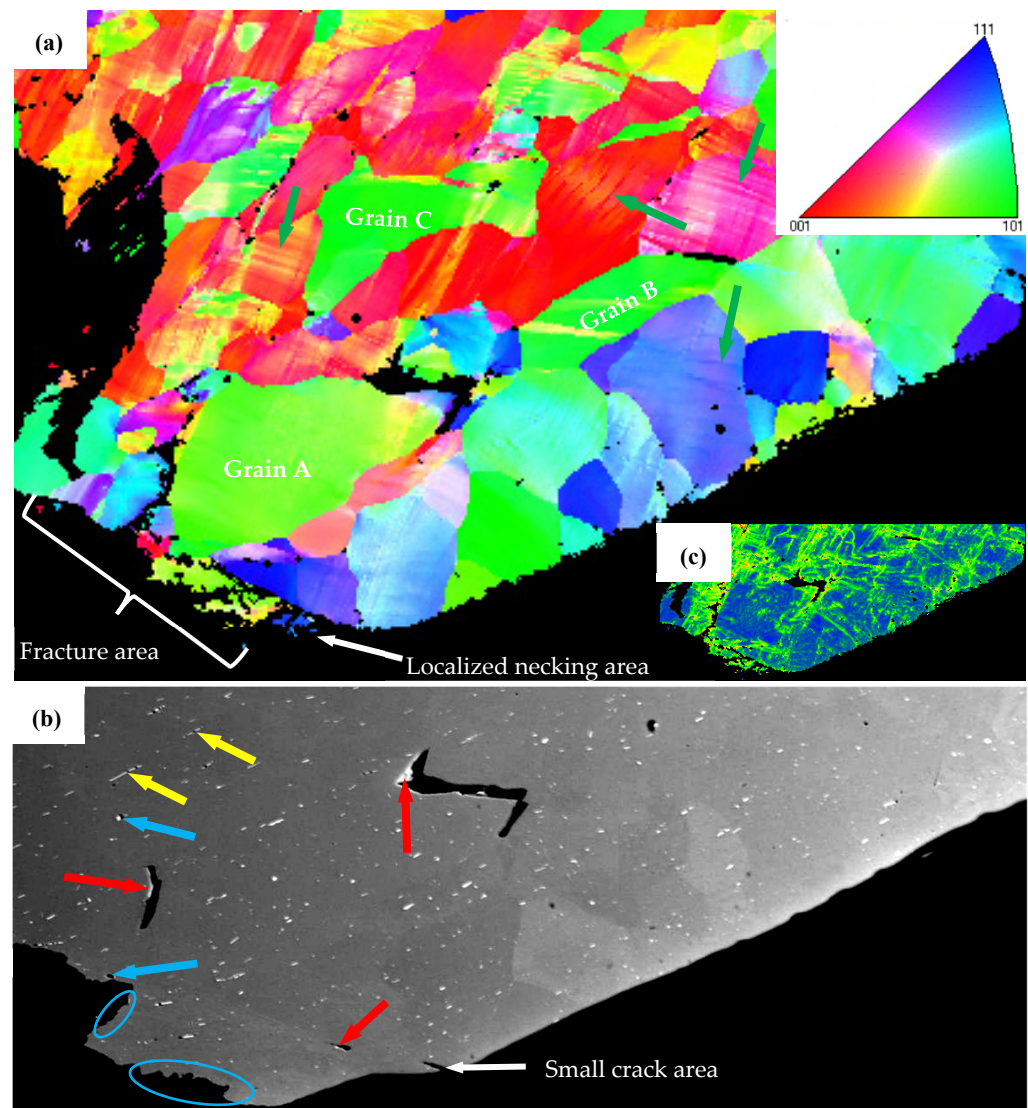 (a)
111
001
101
Grain C
Grain B
Grain A
(c)
Fracture area
Localized necking area
(b)
Small crack area